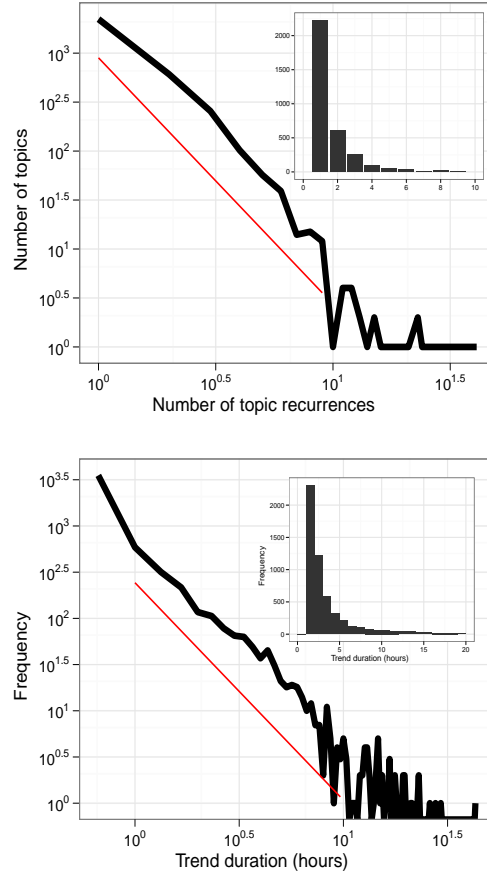 10^3
10^2.5
10^2
10^1.5
10^1
10^0.5
10^0
Number of topics
2000
1500
1000
500
0
0 2 4 6 8 10
10^0 10^0.5 10^1 10^1.5
Number of topic recurrences
10^3.5
10^3
10^2.5
10^2
10^1.5
10^1
10^0.5
10^0
Frequency
2000
1500
1000
500
0
Frequency
0 5 10 15 20
Trend duration (hours)
10^0 10^0.5 10^1 10^1.5
Trend duration (hours)